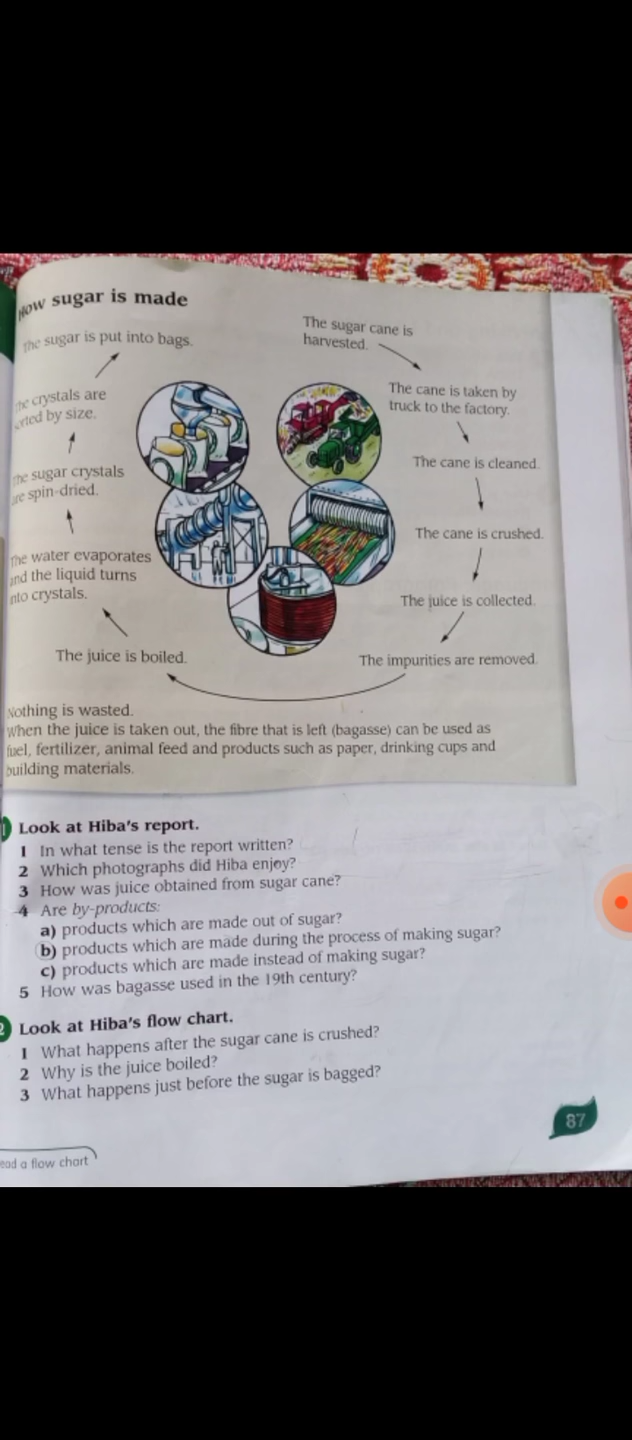 How sugar is made
The sugar cane is
harvested.
The cane is taken by
truck to the factory.
The cane is cleaned.
The cane is crushed.
The juice is collected.
The impurities are removed.
The juice is boiled.
The water evaporates
and the liquid turns
into crystals.
The sugar crystals
are spin-dried.
The crystals are
sorted by size.
The sugar is put into bags.
Nothing is wasted.
When the juice is taken out, the fibre that is left (bagasse) can be used as
fuel, fertilizer, animal feed and products such as paper, drinking cups and
building materials.
1 Look at Hiba's report.
1 In what tense is the report written?
2 Which photographs did Hiba enjoy?
3 How was juice obtained from sugar cane?
4 Are by-products:
a) products which are made out of sugar?
b) products which are made during the process of making sugar?
c) products which are made instead of making sugar?
5 How was bagasse used in the 19th century?
2 Look at Hiba's flow chart.
1 What happens after the sugar cane is crushed?
2 Why is the juice boiled?
3 What happens just before the sugar is bagged?
87
ead a flow chart